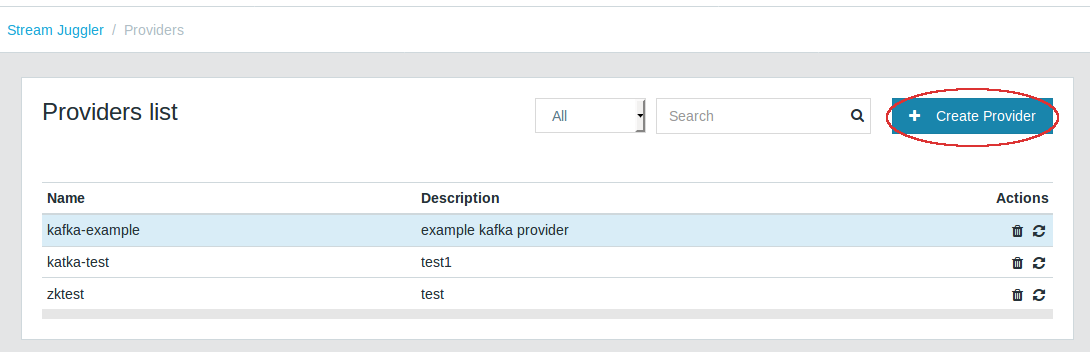 Stream Juggler / Providers
Providers list
All
Search
Create Provider
Name Description Actions
kafka-example example kafka provider
katka-test test1
zktest test